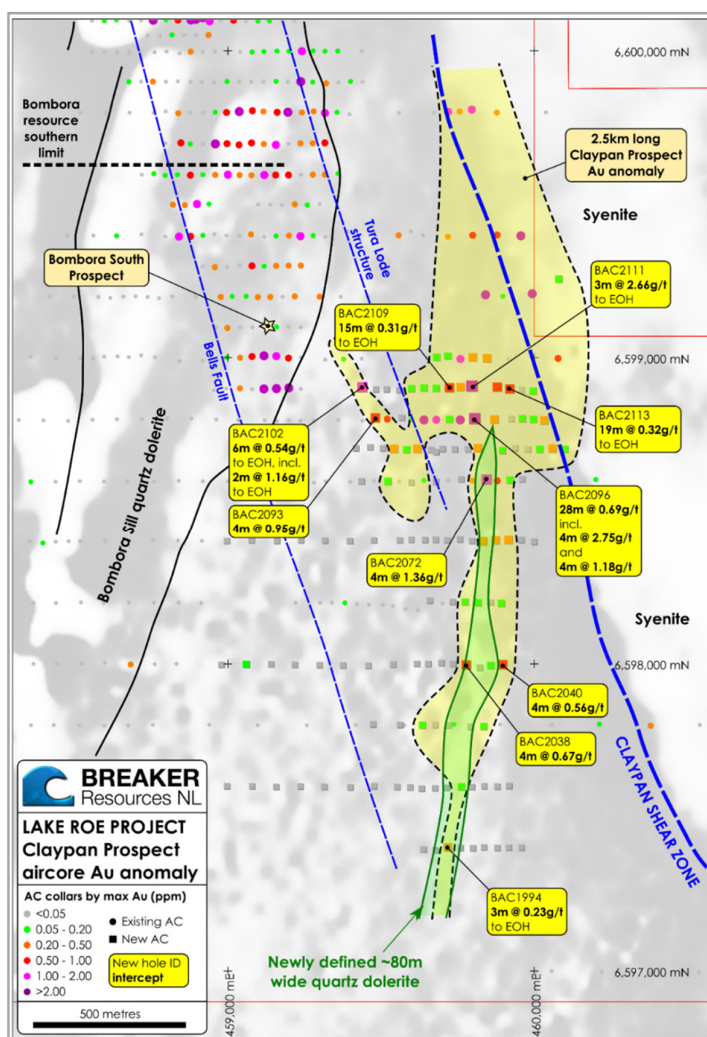 6,600,000 mN
Bombora
resource
southern
limit
2.5km long
Claypan Prospect
Au anomaly
Syenite
Tura Lode
structure
Bombora South
Prospect
BAC2111
3m @ 2.66g/t
to EOH
BAC2109
15m @ 0.31g/t
to EOH
Bells Fault
6,599,000 mN
BAC2102
6m @ 0.54g/t
to EOH, incl.
2m @ 1.16g/t
to EOH
BAC2113
19m @ 0.32g/t
to EOH
BAC2093
4m @ 0.95g/t
BAC2096
28m @ 0.69g/t
incl.
4m @ 2.75g/t
and
4m @ 1.18g/t
Bombora Sill quartz dolerite
BAC2072
4m @ 1.36g/t
Syenite
6,598,000 mN
BAC2040
4m @ 0.56g/t
BAC2038
4m @ 0.67g/t
CLAYPAN SHEAR ZONE
BREAKER
Resources NL
LAKE ROE PROJECT
Claypan Prospect
aircore Au anomaly
AC collars by max Au (ppm)
<0.05
0.05 - 0.20
0.20 - 0.50
0.50 - 1.00
1.00 - 2.00
>2.00
Existing AC
New AC
New hole ID
intercept
500 metres
BAC1994
3m @ 0.23g/t
to EOH
Newly defined ~80m
wide quartz dolerite
6,597,000 mN
459,000 mE
460,000 mE